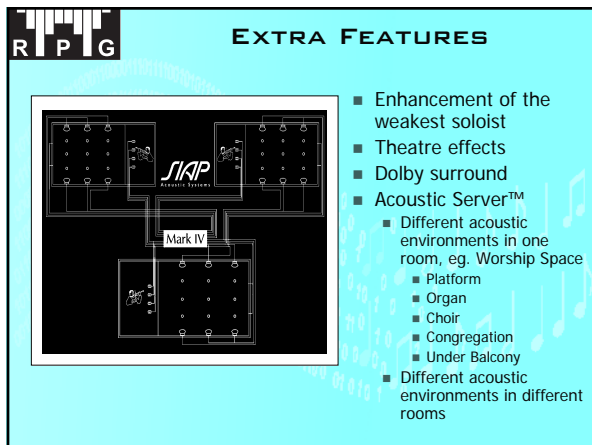 RPG
EXTRA FEATURES
SIAP
Acoustic Systems
Mark IV
■ Enhancement of the
weakest soloist
■ Theatre effects
■ Dolby surround
■ Acoustic Server™
■ Different acoustic
environments in one
room, eg. Worship Space
■ Platform
■ Organ
■ Choir
■ Congregation
■ Under Balcony
■ Different acoustic
environments in different
rooms